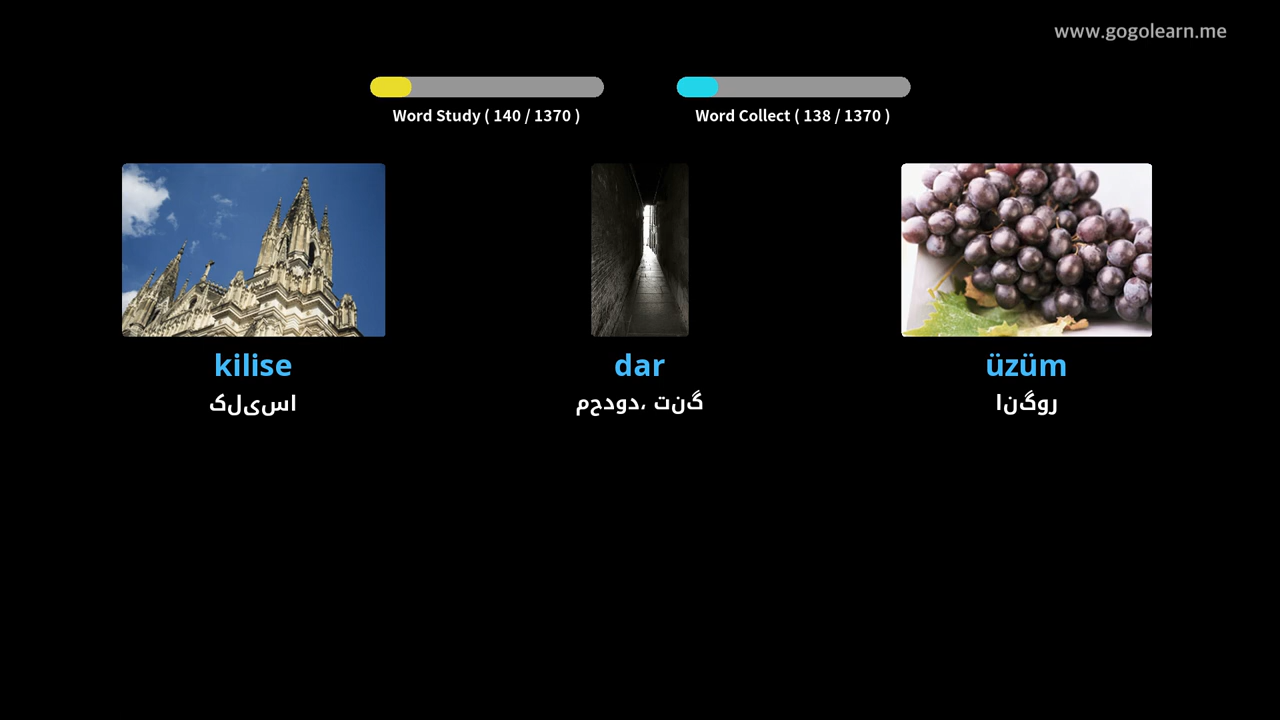 www.gogolearn.me
Word Study ( 140 / 1370 )
Word Collect ( 138 / 1370 )
kilise
dar
üzüm
کلیسا
محدود، تنگ
انگور